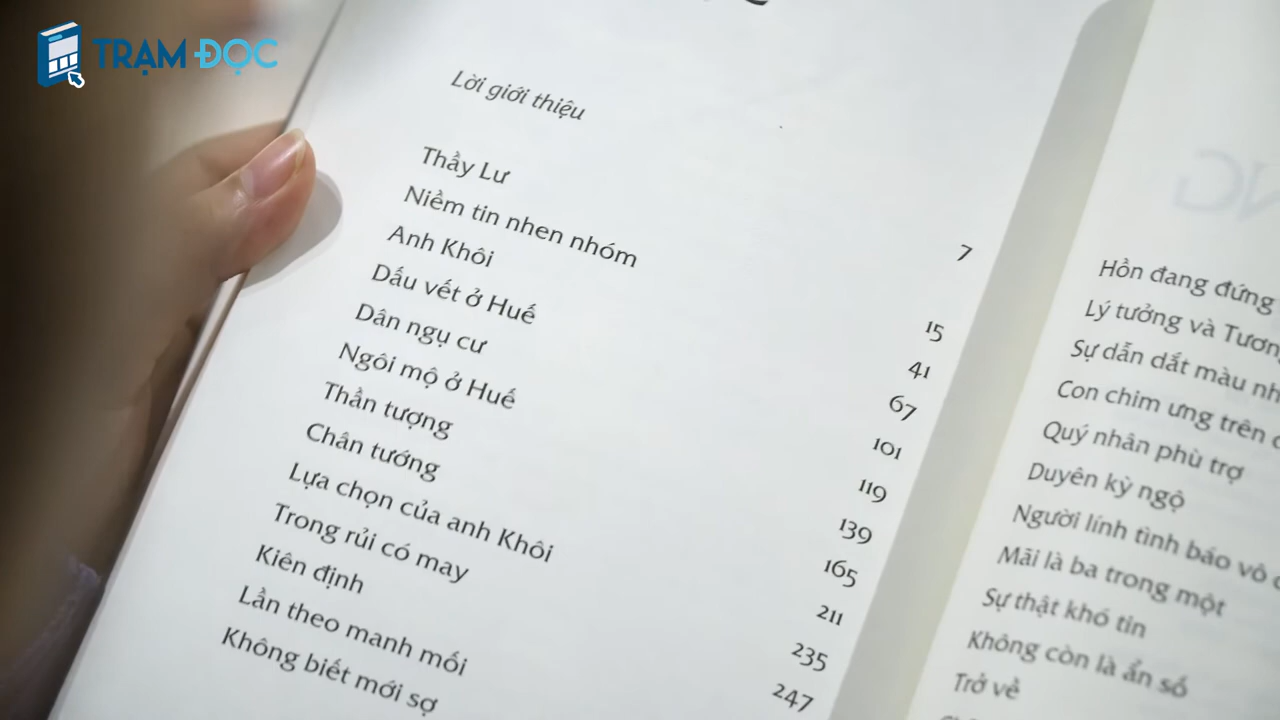 TRẠM ĐỌC
Lời giới thiệu 7
Thầy Lư 15
Niềm tin nhen nhóm 41
Anh Khôi 67
Dấu vết ở Huế 101
Dân ngụ cư 119
Ngôi mộ ở Huế 139
Thần tượng 165
Chân tướng 211
Lựa chọn của anh Khôi 235
Trong rủi có may 247
Kiên định
Lần theo manh mối
Không biết mới sợ
Hồn đang đứng
Lý tưởng và
Sự dẫn dắt màu
Con chim ưng trên
Quý nhân phù trợ
Duyên kỳ ngộ
Người lính tình báo vô
Mãi là ba trong một
Sự thật khó tin
Không còn là ẩn số
Trở về